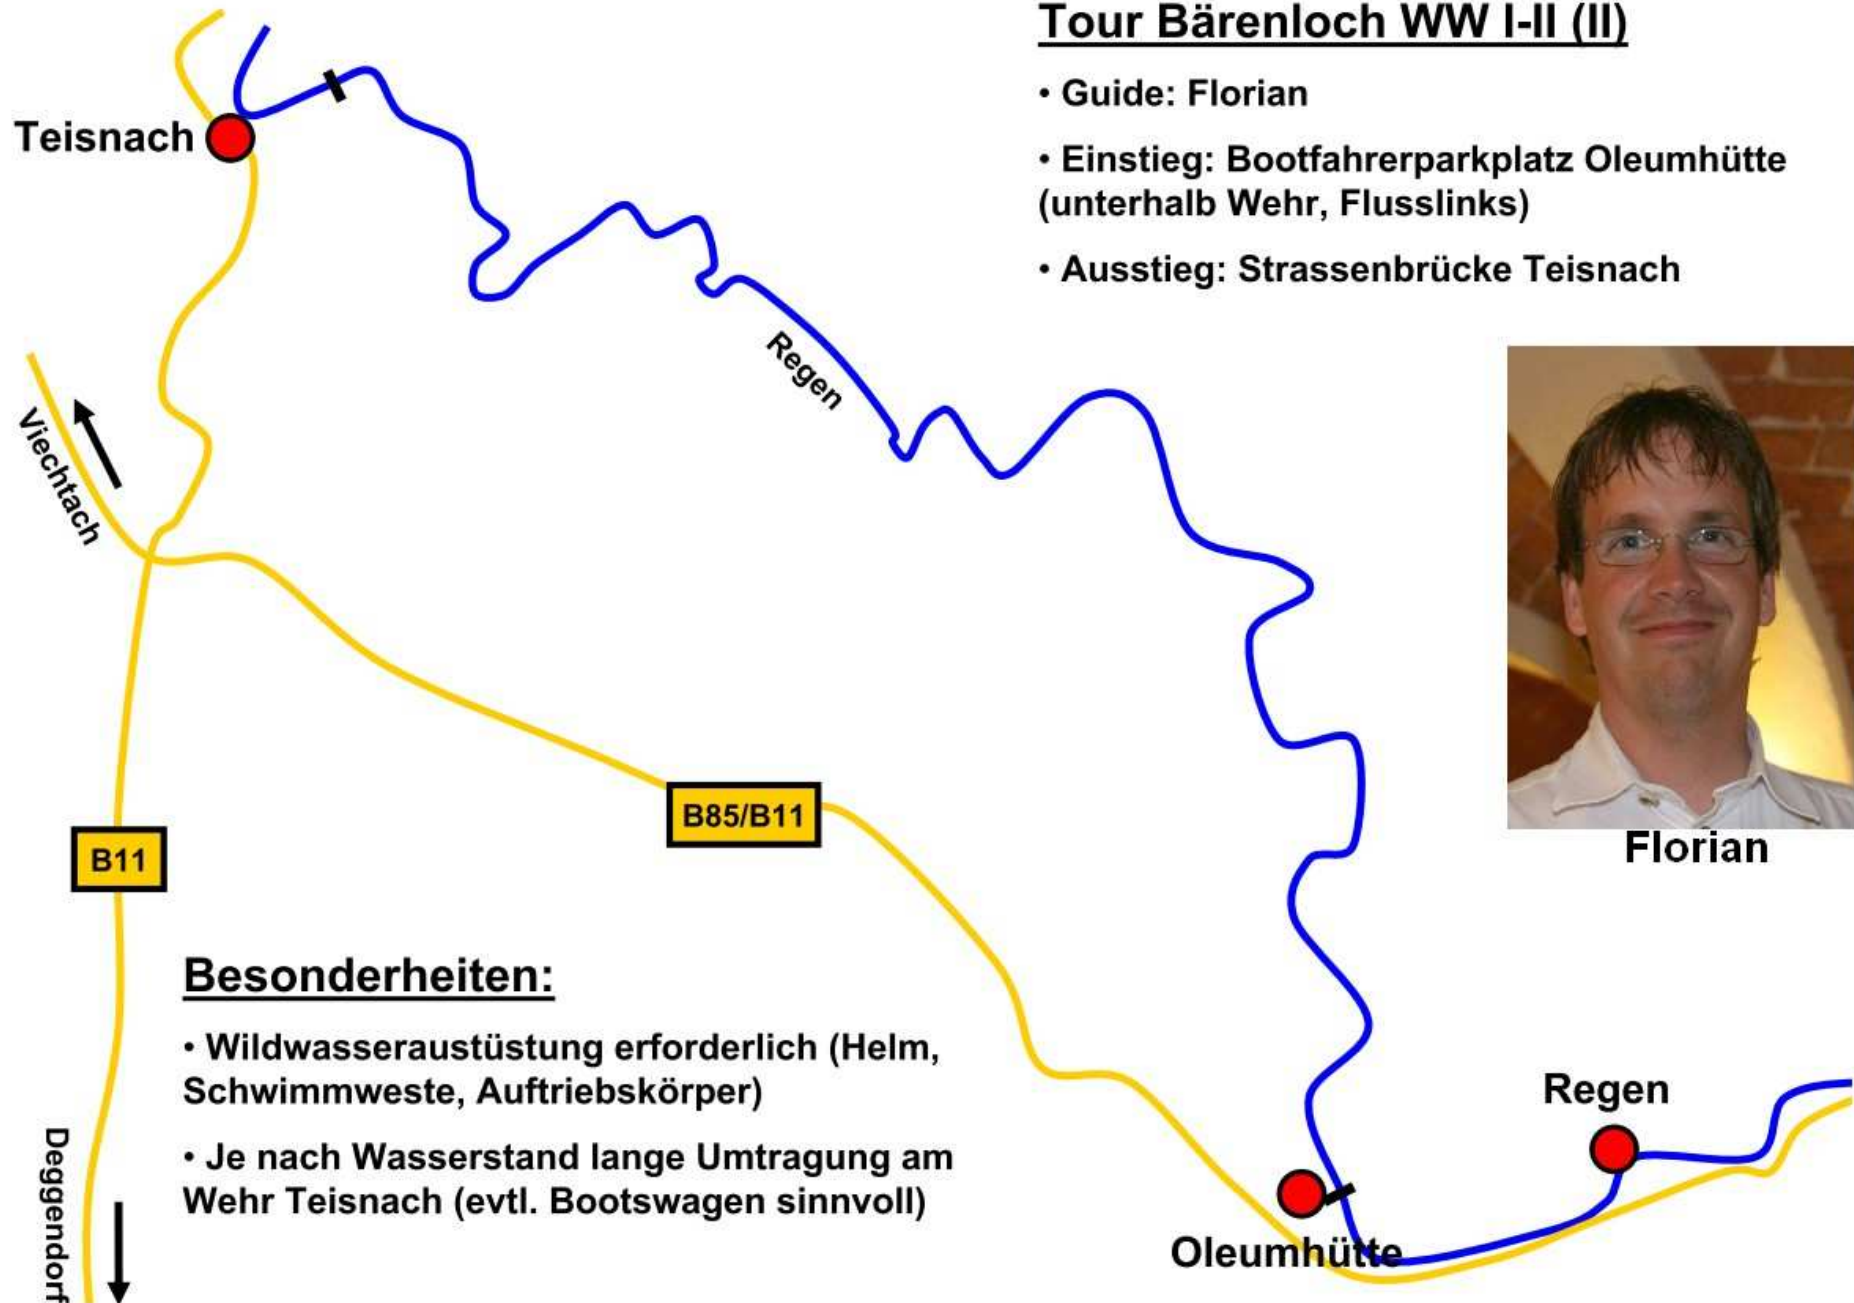 Tour Bärenloch WW I-II (II)
• Guide: Florian
• Einstieg: Bootfahrerparkplatz Oleumhütte
(unterhalb Wehr, Flusslinks)
• Ausstieg: Strassenbrücke Teisnach
Teisnach
Regen
Viechtach
Florian
B85/B11
B11
Besonderheiten:
• Wildwasseraustüstung erforderlich (Helm,
Schwimmweste, Auftriebskörper)
• Je nach Wasserstand lange Umtragung am
Wehr Teisnach (evtl. Bootswagen sinnvoll)
Deggendorf
Regen
Oleumhütte